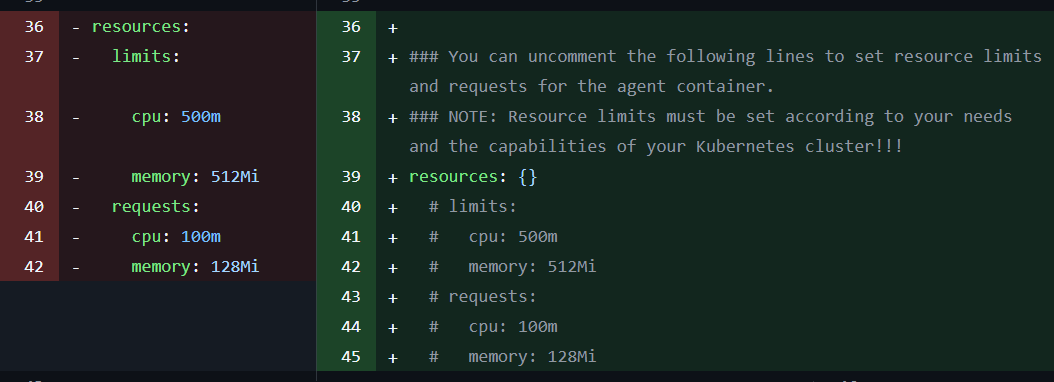 36 - resources:
37 -   limits:
38 -     cpu: 500m
39 -     memory: 512Mi
40 -   requests:
41 -     cpu: 100m
42 -     memory: 128Mi
36 +
37 + ### You can uncomment the following lines to set resource limits
and requests for the agent container.
38 + ### NOTE: Resource limits must be set according to your needs
and the capabilities of your Kubernetes cluster!!!
39 + resources: {}
40 +   # limits:
41 +   #   cpu: 500m
42 +   #   memory: 512Mi
43 +   # requests:
44 +   #   cpu: 100m
45 +   #   memory: 128Mi